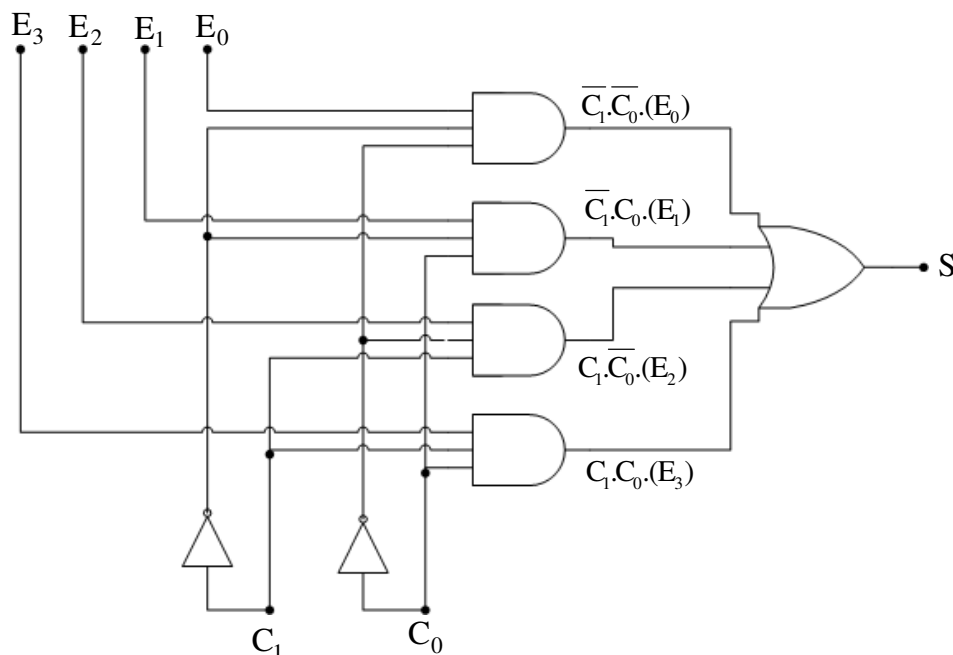 E₃ E₂ E₁ E₀
C̅₁.C̅₀.(E₀)
C̅₁.C₀.(E₁)
S
C₁.C̅₀.(E₂)
C₁.C₀.(E₃)
C₁ C₀